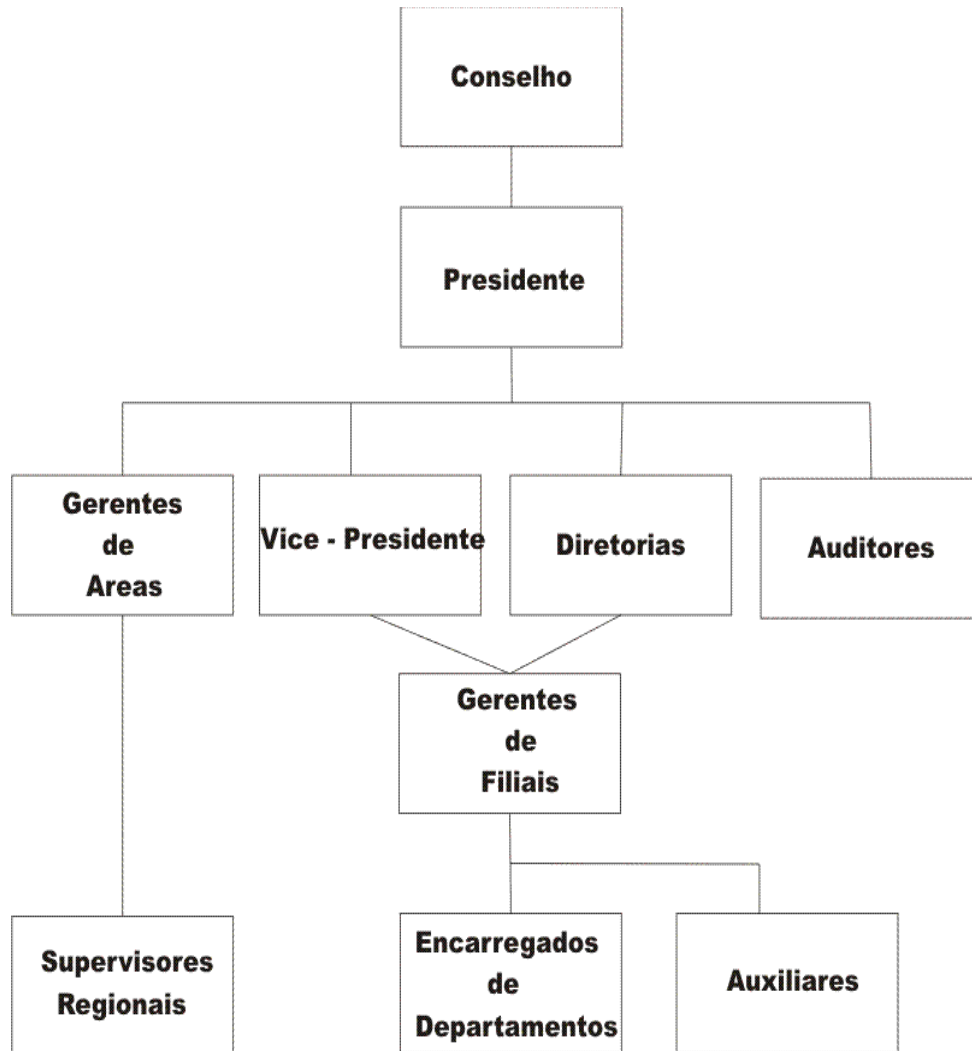 Conselho
Presidente
Gerentes
de
Areas
Vice - Presidente
Diretorias
Auditores
Gerentes
de
Filiais
Supervisores
Regionais
Encarregados
de
Departamentos
Auxiliares